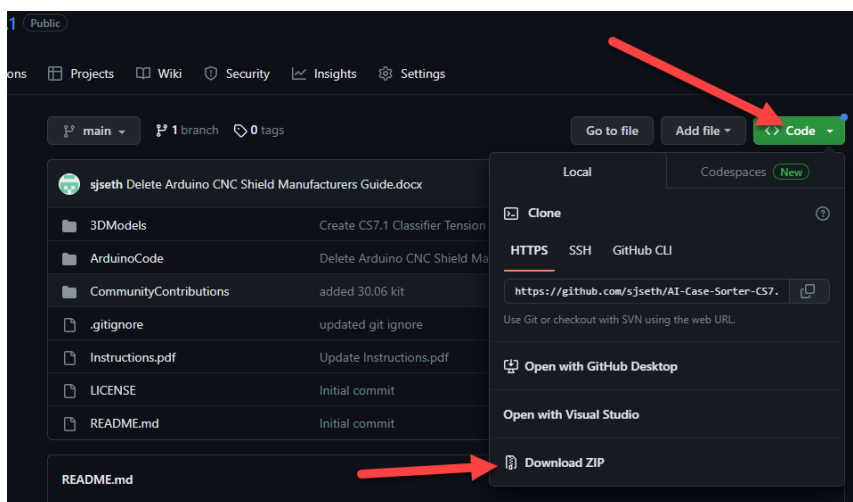 .1 Public
ons Projects Wiki Security Insights Settings
main 1 branch 0 tags Go to file Add file Code
sjseth Delete Arduino CNC Shield Manufacturers Guide.docx
3DModels Create CS7.1 Classifier Tension
ArduinoCode Delete Arduino CNC Shield Ma
CommunityContributions added 30.06 kit
.gitignore updated git ignore
Instructions.pdf Update Instructions.pdf
LICENSE Initial commit
README.md Initial commit
README.md
Local Codespaces New
Clone
HTTPS SSH GitHub CLI
https://github.com/sjseth/AI-Case-Sorter-CS7.
Use Git or checkout with SVN using the web URL.
Open with GitHub Desktop
Open with Visual Studio
Download ZIP